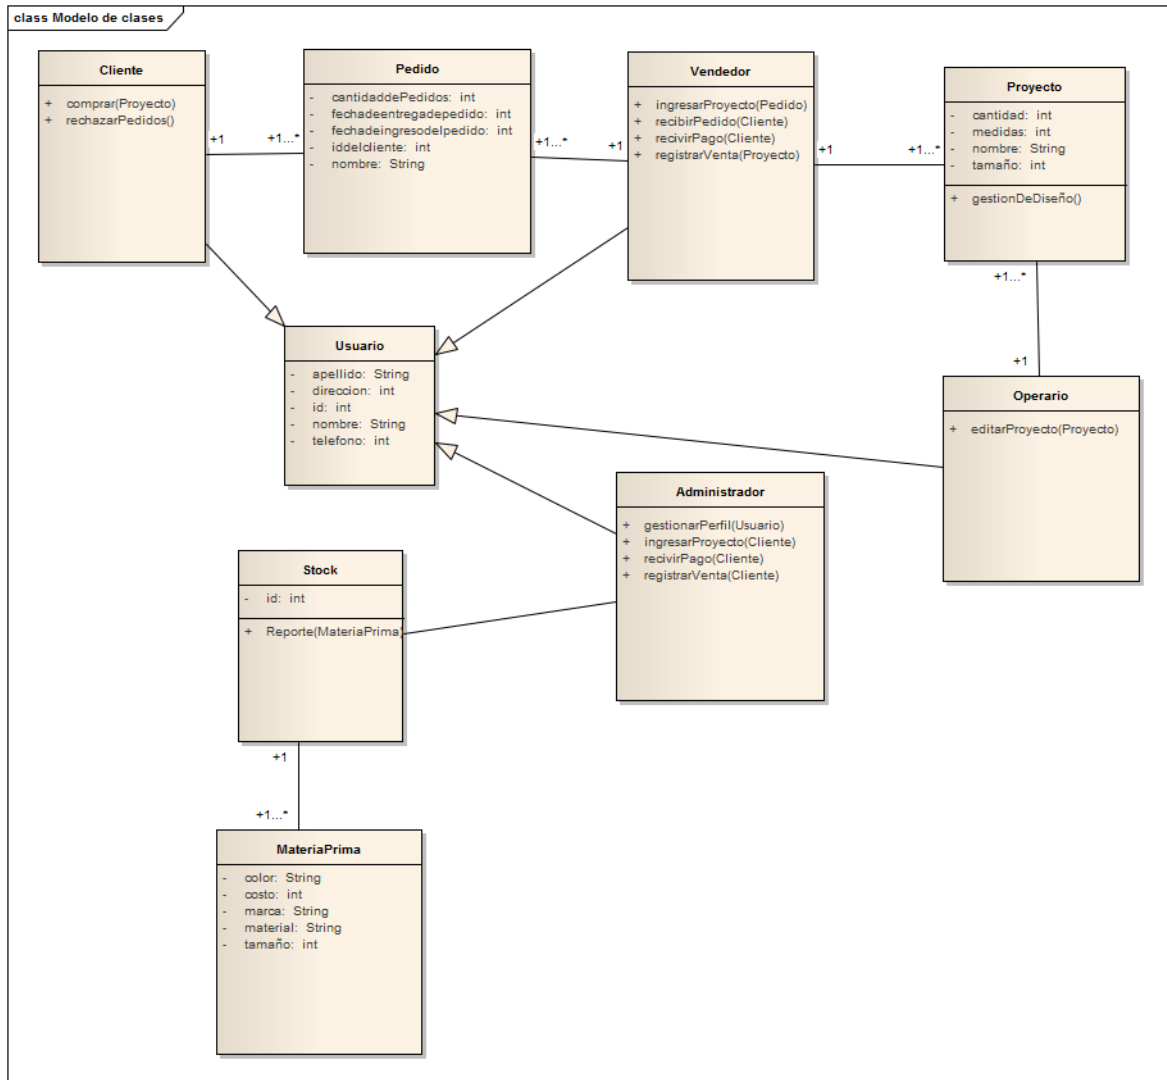 class Modelo de clases
Cliente
+ comprar(Proyecto)
+ rechazarPedidos()
+1
+1...*
Pedido
- cantidaddePedidos: int
- fechadeentregadepedido: int
- fechadeingresodelpedido: int
- iddelcliente: int
- nombre: String
+1...*
+1
Vendedor
+ ingresarProyecto(Pedido)
+ recibirPedido(Cliente)
+ recivirPago(Cliente)
+ registrarVenta(Proyecto)
+1
+1...*
Proyecto
- cantidad: int
- medidas: int
- nombre: String
- tamaño: int
+ gestionDeDiseño()
+1...*
+1
Usuario
- apellido: String
- direccion: int
- id: int
- nombre: String
- telefono: int
Operario
+ editarProyecto(Proyecto)
Administrador
+ gestionarPerfil(Usuario)
+ ingresarProyecto(Cliente)
+ recivirPago(Cliente)
+ registrarVenta(Cliente)
Stock
- id: int
+ Reporte(MateriaPrima)
+1
+1...*
MateriaPrima
- color: String
- costo: int
- marca: String
- material: String
- tamaño: int